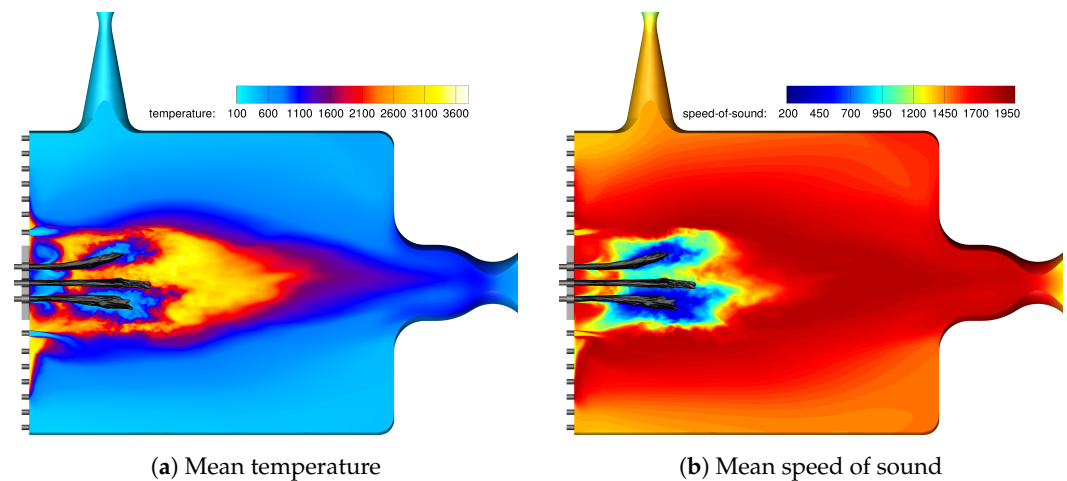 temperature:
100 600 1100 1600 2100 2600 3100 3600
speed-of-sound:
200 450 700 950 1200 1450 1700 1950
(a) Mean temperature
(b) Mean speed of sound